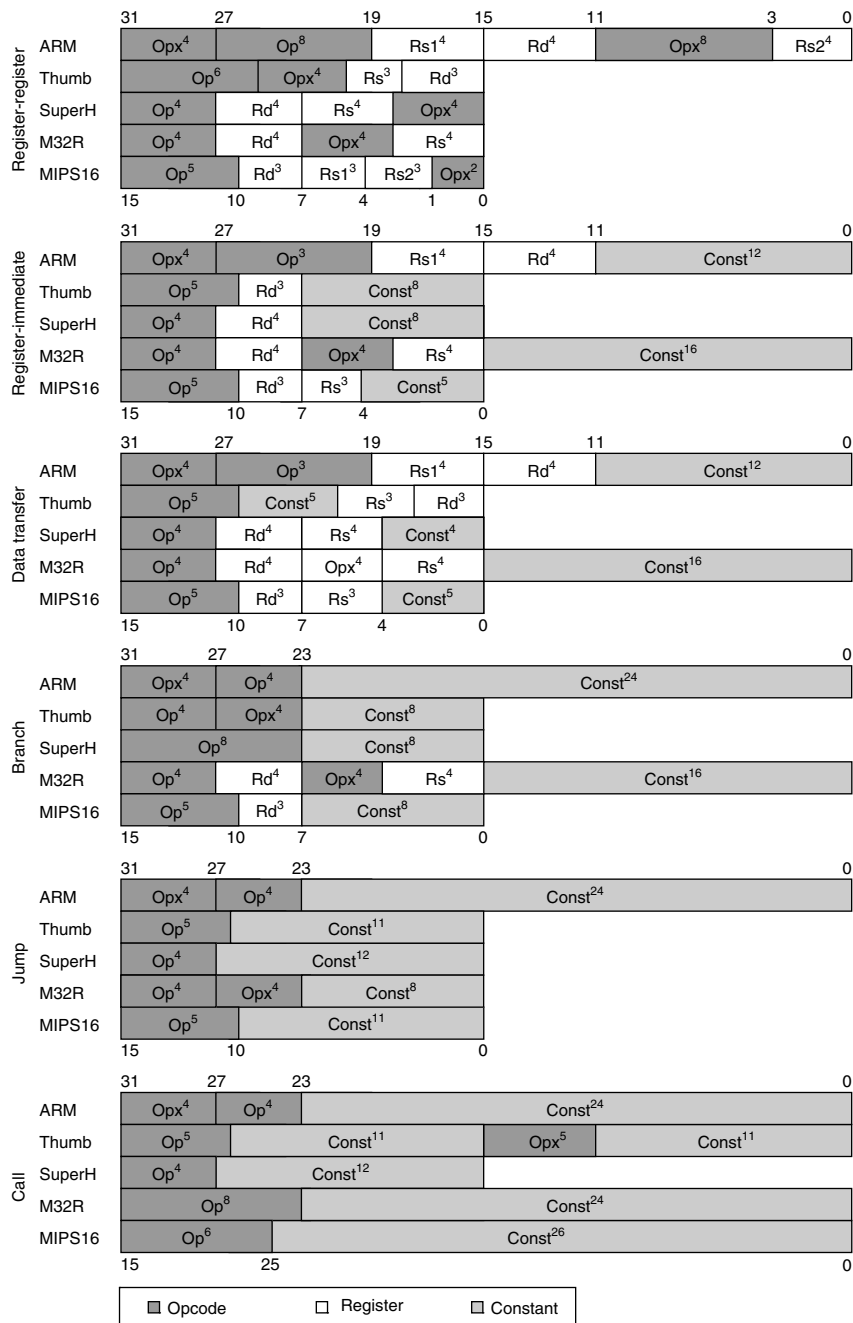 Register-register
31 27 19 15 11 3 0
ARM Opx⁴ Op⁸ Rs1⁴ Rd⁴ Opx⁸ Rs2⁴
Thumb Op⁶ Opx⁴ Rs³ Rd³
SuperH Op⁴ Rd⁴ Rs⁴ Opx⁴
M32R Op⁴ Rd⁴ Opx⁴ Rs⁴
MIPS16 Op⁵ Rd³ Rs1³ Rs2³ Opx²
15 10 7 4 1 0
Register-immediate
31 27 19 15 11 0
ARM Opx⁴ Op³ Rs1⁴ Rd⁴ Const¹²
Thumb Op⁵ Rd³ Const⁸
SuperH Op⁴ Rd⁴ Const⁸
M32R Op⁴ Rd⁴ Opx⁴ Rs⁴ Const¹⁶
MIPS16 Op⁵ Rd³ Rs³ Const⁵
15 10 7 4 0
Data transfer
31 27 19 15 11 0
ARM Opx⁴ Op³ Rs1⁴ Rd⁴ Const¹²
Thumb Op⁵ Const⁵ Rs³ Rd³
SuperH Op⁴ Rd⁴ Rs⁴ Const⁴
M32R Op⁴ Rd⁴ Opx⁴ Rs⁴ Const¹⁶
MIPS16 Op⁵ Rd³ Rs³ Const⁵
15 10 7 4 0
Branch
31 27 23 0
ARM Opx⁴ Op⁴ Const²⁴
Thumb Op⁴ Opx⁴ Const⁸
SuperH Op⁸ Const⁸
M32R Op⁴ Rd⁴ Opx⁴ Rs⁴ Const¹⁶
MIPS16 Op⁵ Rd³ Const⁸
15 10 7 0
Jump
31 27 23 0
ARM Opx⁴ Op⁴ Const²⁴
Thumb Op⁵ Const¹¹
SuperH Op⁴ Const¹²
M32R Op⁴ Opx⁴ Const⁸
MIPS16 Op⁵ Const¹¹
15 10 0
Call
31 27 23 0
ARM Opx⁴ Op⁴ Const²⁴
Thumb Op⁵ Const¹¹ Opx⁵ Const¹¹
SuperH Op⁴ Const¹²
M32R Op⁸ Const²⁴
MIPS16 Op⁶ Const²⁶
15 25 0
Opcode Register Constant